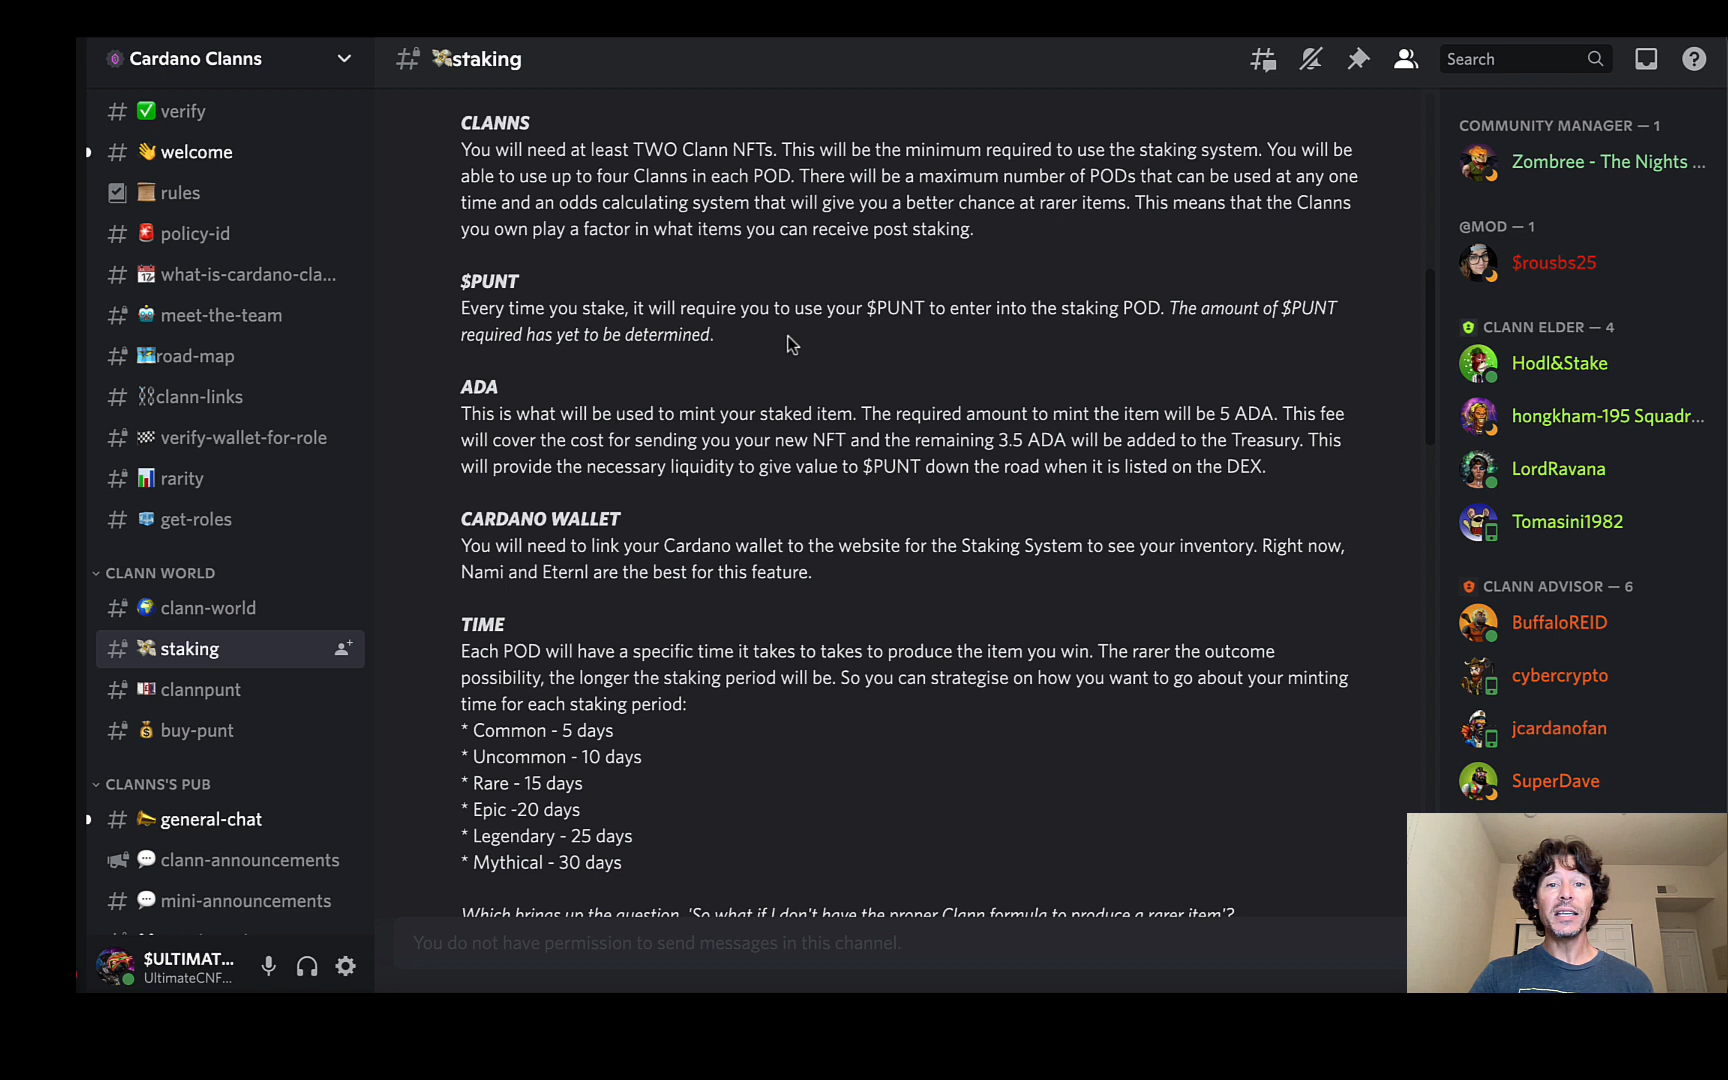 Cardano Clanns
verify
welcome
rules
policy-id
what-is-cardano-cla...
meet-the-team
road-map
clann-links
verify-wallet-for-role
rarity
get-roles
CLANN WORLD
clann-world
staking
clannpunt
buy-punt
CLANNS'S PUB
general-chat
clann-announcements
mini-announcements
$ULTIMAT...
UltimateCNF...
staking
Search
CLANNS
You will need at least TWO Clann NFTs. This will be the minimum required to use the staking system. You will be
able to use up to four Clanns in each POD. There will be a maximum number of PODs that can be used at any one
time and an odds calculating system that will give you a better chance at rarer items. This means that the Clanns
you own play a factor in what items you can receive post staking.
$PUNT
Every time you stake, it will require you to use your $PUNT to enter into the staking POD. The amount of $PUNT
required has yet to be determined.
ADA
This is what will be used to mint your staked item. The required amount to mint the item will be 5 ADA. This fee
will cover the cost for sending you your new NFT and the remaining 3.5 ADA will be added to the Treasury. This
will provide the necessary liquidity to give value to $PUNT down the road when it is listed on the DEX.
CARDANO WALLET
You will need to link your Cardano wallet to the website for the Staking System to see your inventory. Right now,
Nami and Eternl are the best for this feature.
TIME
Each POD will have a specific time it takes to takes to produce the item you win. The rarer the outcome
possibility, the longer the staking period will be. So you can strategise on how you want to go about your minting
time for each staking period:
* Common - 5 days
* Uncommon - 10 days
* Rare - 15 days
* Epic -20 days
* Legendary - 25 days
* Mythical - 30 days
Which brings up the question, 'So what if I don't have the proper Clann formula to produce a rarer item'?
You do not have permission to send messages in this channel.
COMMUNITY MANAGER — 1
Zombree - The Nights ...
@MOD — 1
$rousbs25
CLANN ELDER — 4
Hodl&Stake
hongkham-195 Squadr...
LordRavana
Tomasini1982
CLANN ADVISOR — 6
BuffaloREID
cybercrypto
jcardanofan
SuperDave